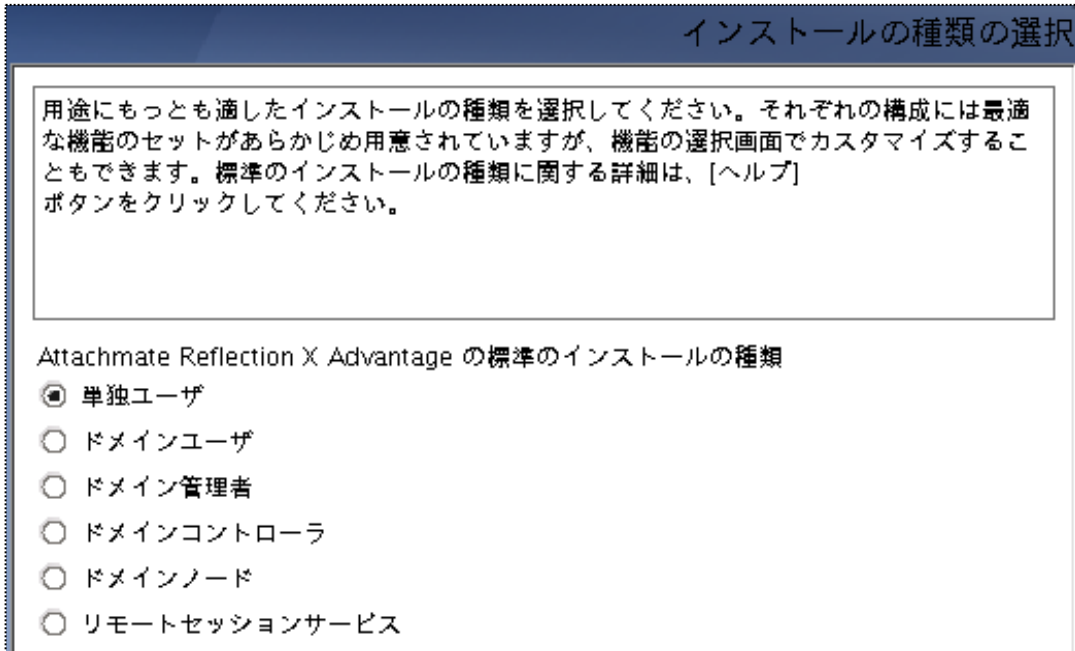 インストールの種類の選択
用途にもっとも適したインストールの種類を選択してください。それぞれの構成には最適
な機能のセットがあらかじめ用意されていますが、機能の選択画面でカスタマイズするこ
ともできます。標準のインストールの種類に関する詳細は、[ヘルプ]
ボタンをクリックしてください。
Attachmate Reflection X Advantage の標準のインストールの種類
単独ユーザ
ドメインユーザ
ドメイン管理者
ドメインコントローラ
ドメインノード
リモートセッションサービス